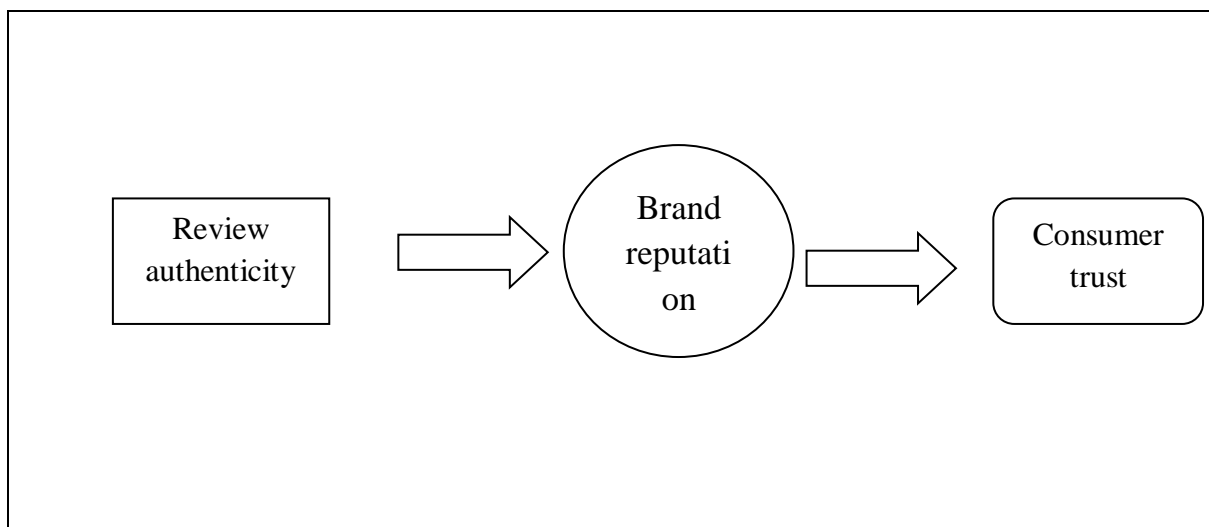 Review
authenticity
Brand
reputati
on
Consumer
trust